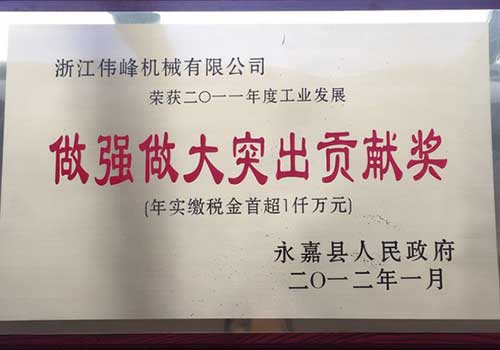 浙江伟峰机械有限公司
荣获二〇一一年度工业发展
做强做大突出贡献奖
(年实缴税金首超1仟万元)
永嘉县人民政府
二〇一二年一月